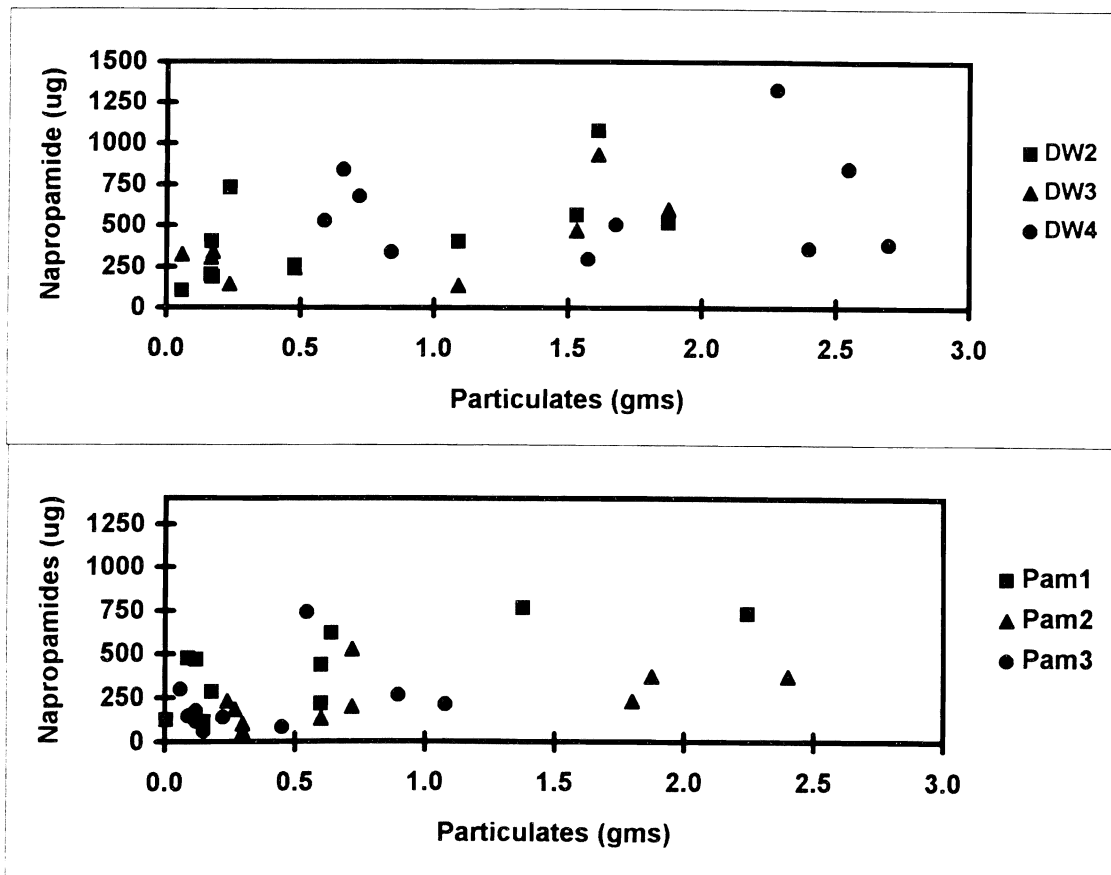 1500
1250
1000
750
500
250
0
Napropamide (ug)
0.0 0.5 1.0 1.5 2.0 2.5 3.0
Particulates (gms)
DW2
DW3
DW4
1250
1000
750
500
250
0
Napropamides (ug)
0.0 0.5 1.0 1.5 2.0 2.5 3.0
Particulates (gms)
Pam1
Pam2
Pam3